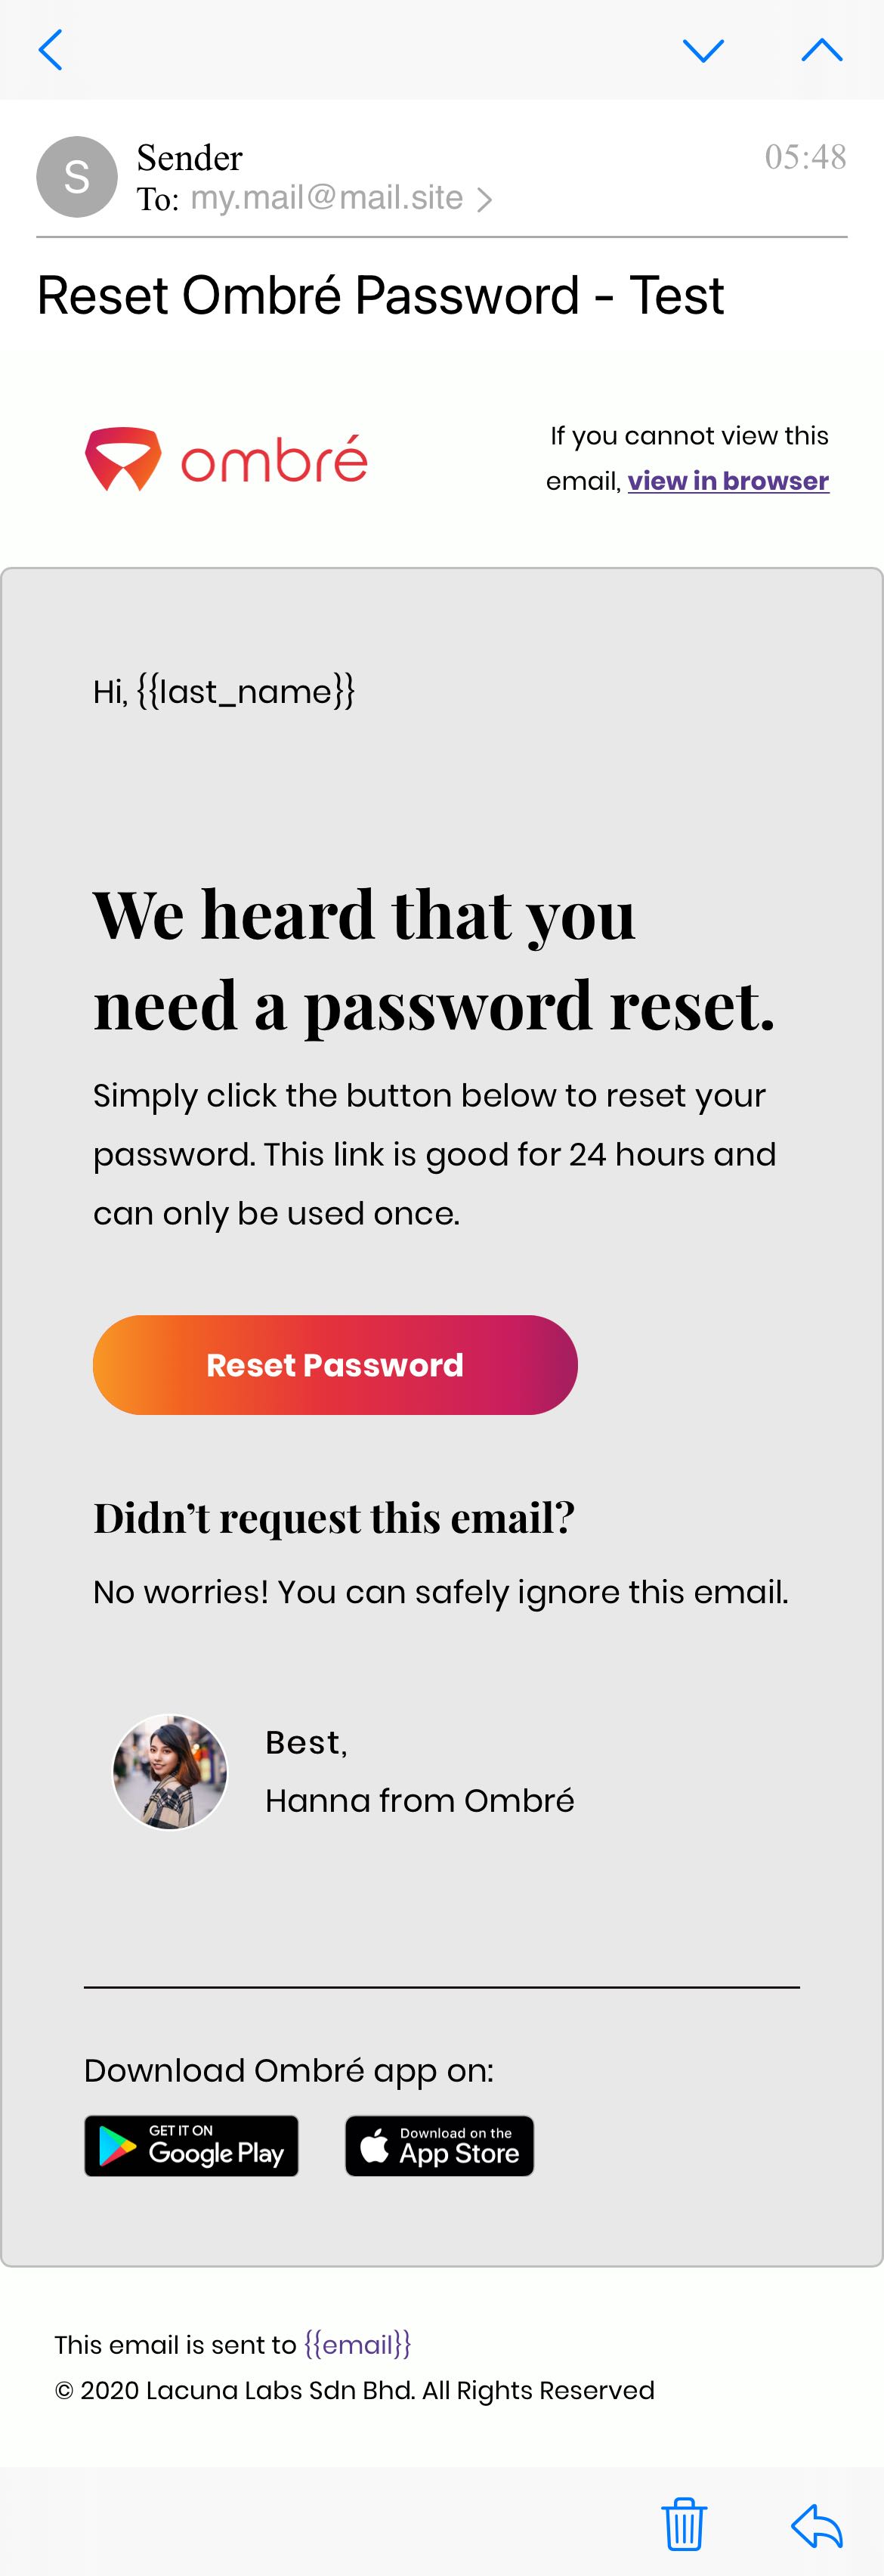 S
Sender
05:48
To: my.mail@mail.site
Reset Ombré Password - Test
ombré
If you cannot view this
email, view in browser
Hi, {{last_name}}
We heard that you
need a password reset.
Simply click the button below to reset your
password. This link is good for 24 hours and
can only be used once.
Reset Password
Didn’t request this email?
No worries! You can safely ignore this email.
Best,
Hanna from Ombré
Download Ombré app on:
GET IT ON
Google Play
Download on the
App Store
This email is sent to {{email}}
© 2020 Lacuna Labs Sdn Bhd. All Rights Reserved